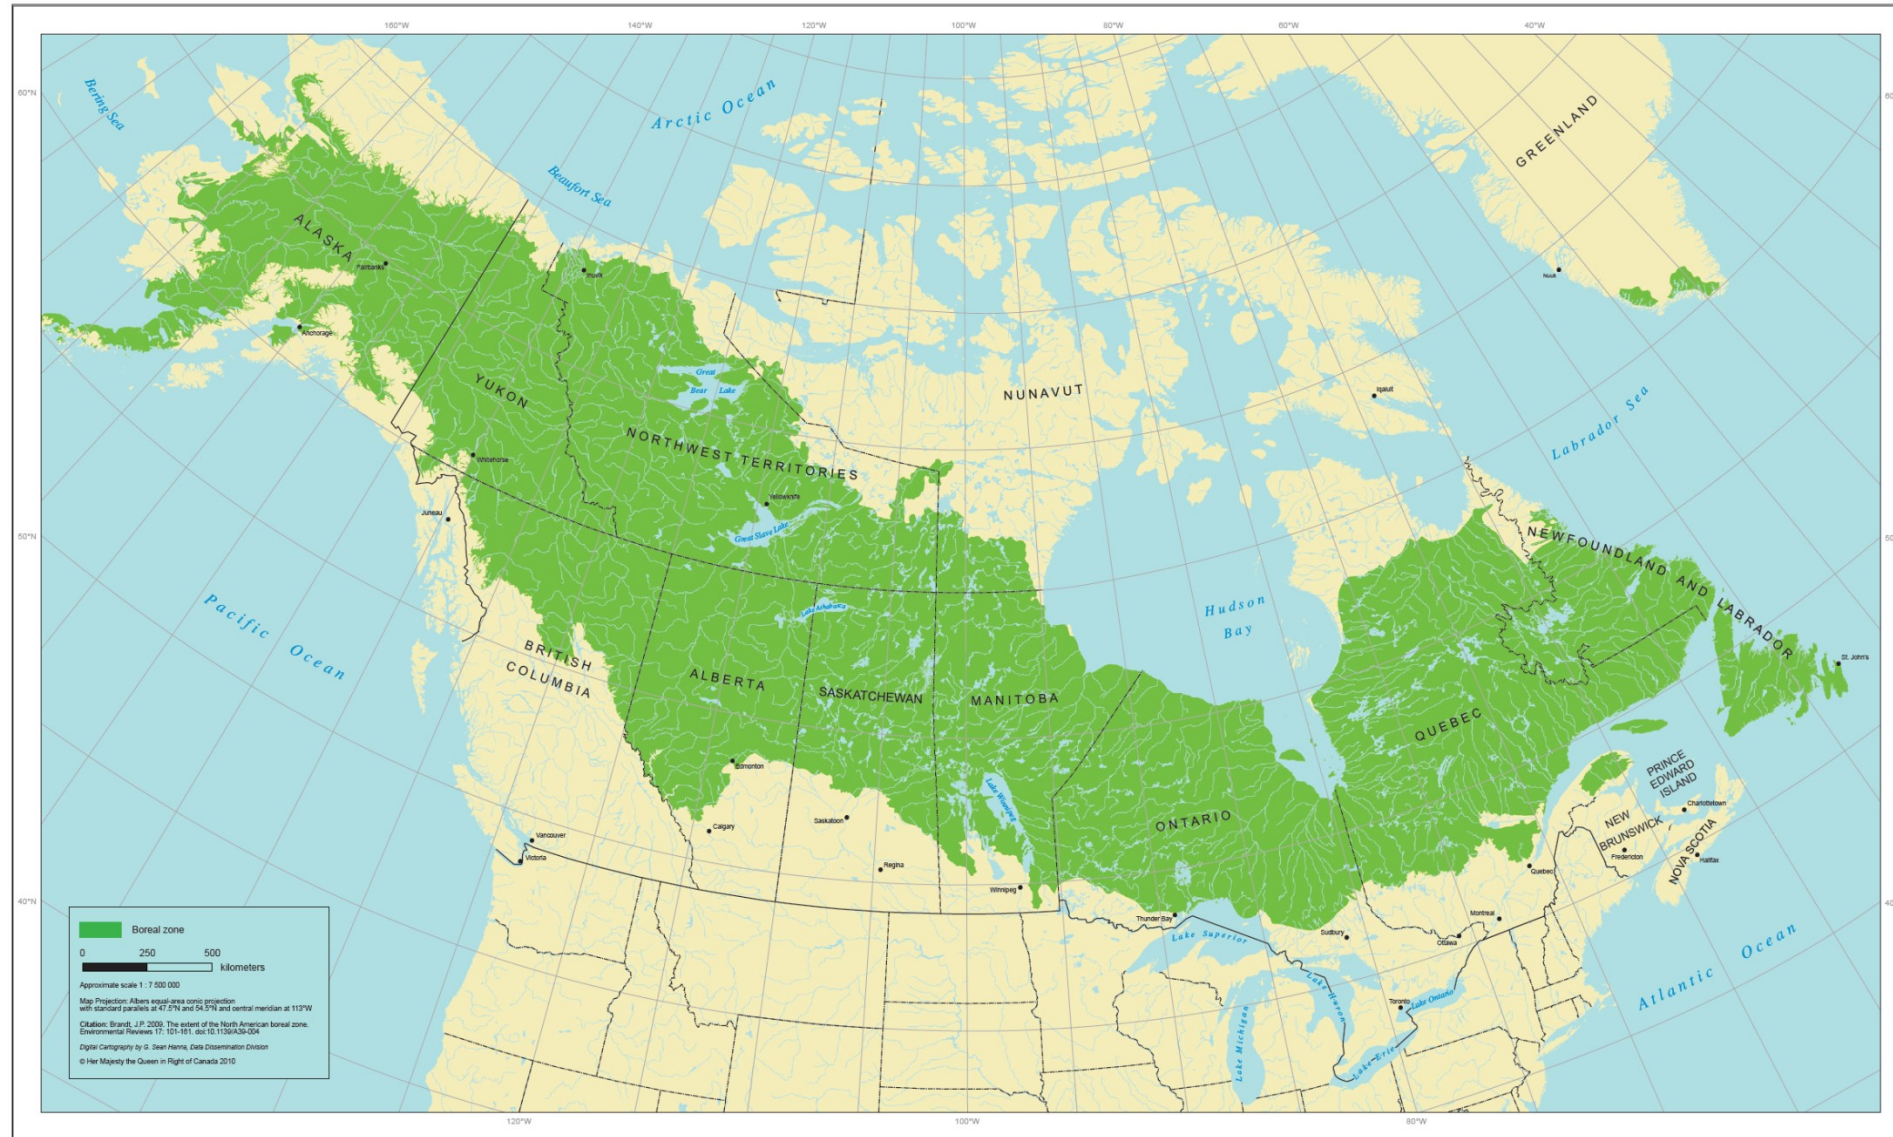 160°W
140°W
120°W
100°W
80°W
60°W
40°W
60°N
60
Bering Sea
Arctic Ocean
Beaufort Sea
GREENLAND
ALASKA
Fairbanks
Inuvik
Nuuk
Anchorage
Great
Bear Lake
YUKON
NUNAVUT
Iqaluit
NORTHWEST TERRITORIES
Labrador Sea
Whitehorse
Yellowknife
Juneau
Great Slave Lake
50°N
50
NEWFOUNDLAND AND LABRADOR
Lake Athabasca
Hudson
Bay
Pacific Ocean
BRITISH
COLUMBIA
ALBERTA
SASKATCHEWAN
MANITOBA
St. John's
QUEBEC
Edmonton
Lake Winnipeg
PRINCE
EDWARD
ISLAND
Charlottetown
ONTARIO
Saskatoon
Calgary
NEW
BRUNSWICK
NOVA SCOTIA
Vancouver
Victoria
Fredericton
Halifax
Regina
Quebec
Winnipeg
40°N
40
Thunder Bay
Montreal
Sudbury
Ottawa
Lake Superior
Lake Huron
Toronto
Lake Ontario
Atlantic Ocean
Lake Michigan
Lake Erie
Boreal zone
0 250 500
kilometers
Approximate scale 1 : 7 500 000
Map Projection: Albers equal-area conic projection
with standard parallels at 47.5°N and 54.5°N and central meridian at 113°W
Citation: Brandt, J.P. 2009. The extent of the North American boreal zone.
Environmental Reviews 17: 101-161. doi:10.1139/A09-004
Digital Cartography by G. Sean Hanna, Data Dissemination Division
© Her Majesty the Queen in Right of Canada 2010
120°W
100°W
80°W